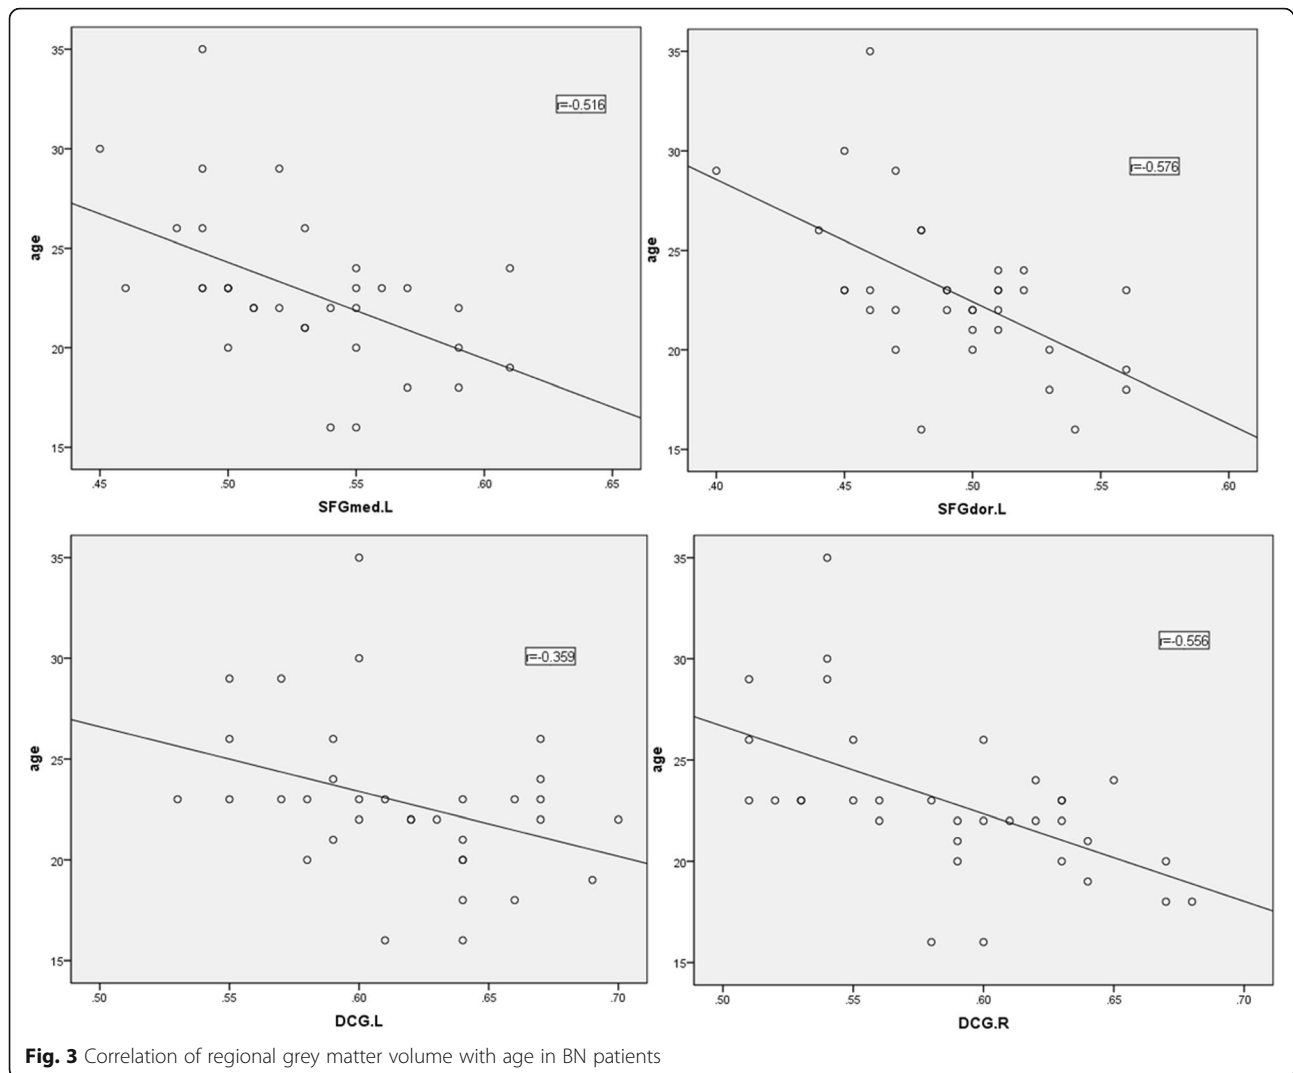 35
30
25
20
15
age
r=-0.516
.45 .50 .55 .60 .65
SFGmed.L
35
30
25
20
15
age
r=-0.576
.40 .45 .50 .55 .60
SFGdor.L
35
30
25
20
15
age
r=-0.359
.50 .55 .60 .65 .70
DCG.L
35
30
25
20
15
age
r=-0.556
.50 .55 .60 .65 .70
DCG.R
Fig. 3 Correlation of regional grey matter volume with age in BN patients